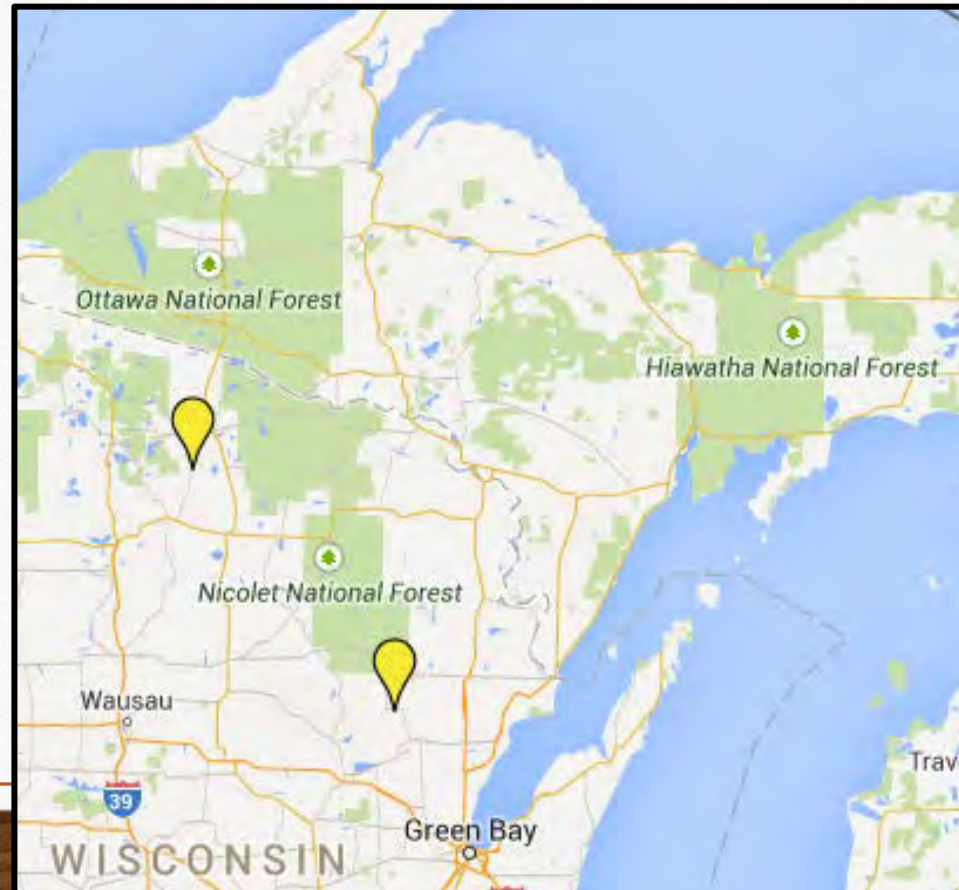 Ottawa National Forest
Hiawatha National Forest
Nicolet National Forest
Wausau
Trav
39
Green Bay
WISCONSIN